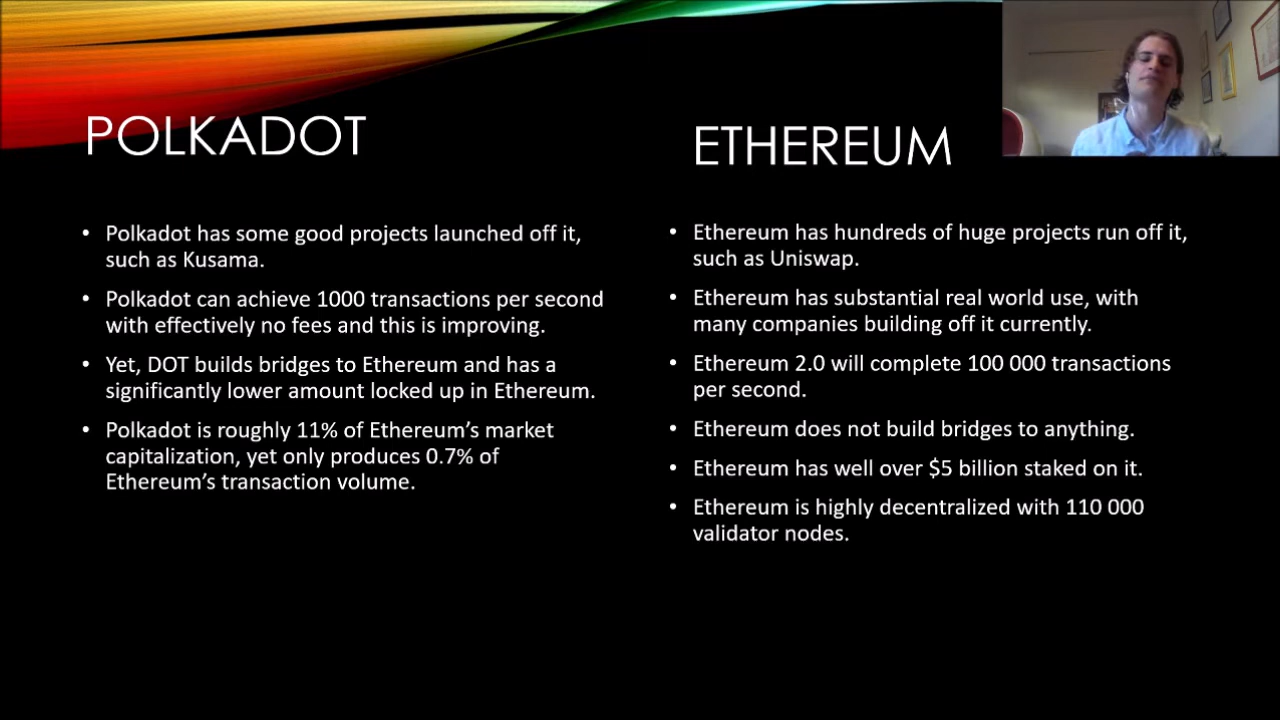 POLKADOT
• Polkadot has some good projects launched off it,
such as Kusama.
• Polkadot can achieve 1000 transactions per second
with effectively no fees and this is improving.
• Yet, DOT builds bridges to Ethereum and has a
significantly lower amount locked up in Ethereum.
• Polkadot is roughly 11% of Ethereum’s market
capitalization, yet only produces 0.7% of
Ethereum’s transaction volume.
ETHEREUM
• Ethereum has hundreds of huge projects run off it,
such as Uniswap.
• Ethereum has substantial real world use, with
many companies building off it currently.
• Ethereum 2.0 will complete 100 000 transactions
per second.
• Ethereum does not build bridges to anything.
• Ethereum has well over $5 billion staked on it.
• Ethereum is highly decentralized with 110 000
validator nodes.